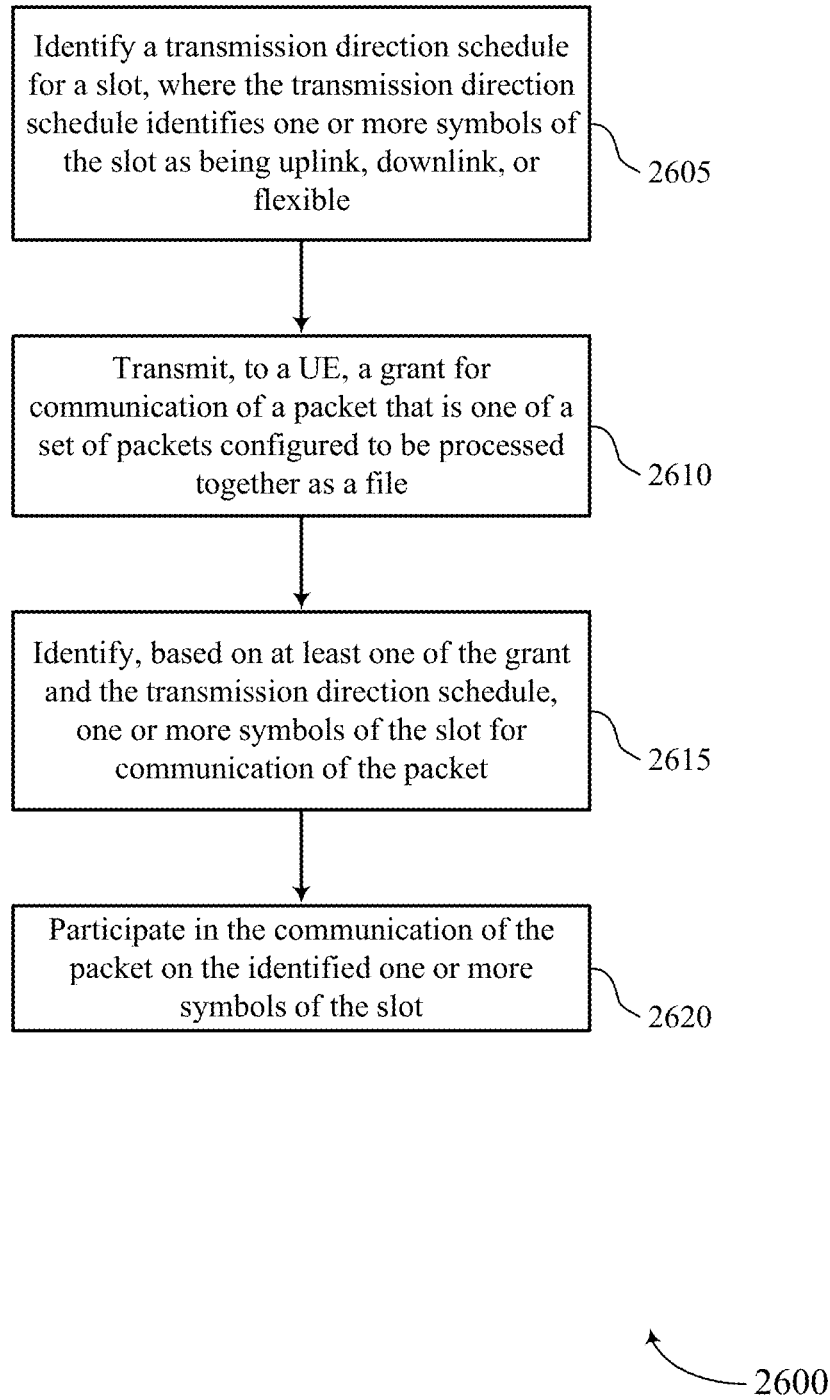 Identify a transmission direction schedule
for a slot, where the transmission direction
schedule identifies one or more symbols of
the slot as being uplink, downlink, or
flexible
2605
Transmit, to a UE, a grant for
communication of a packet that is one of a
set of packets configured to be processed
together as a file
2610
Identify, based on at least one of the grant
and the transmission direction schedule,
one or more symbols of the slot for
communication of the packet
2615
Participate in the communication of the
packet on the identified one or more
symbols of the slot
2620
2600